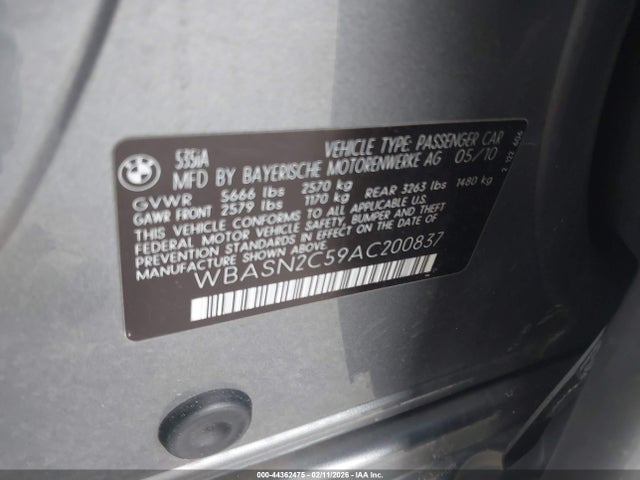 BMW
535iA
VEHICLE TYPE PASSENGER CAR
MFD BY BAYERISCHE MOTORENWERKE AG 05/10
GVWR 5666 lbs 2570 kg
GAWR FRONT 2579 lbs 1170 kg REAR 3263 lbs 1480 kg
THIS VEHICLE CONFORMS TO ALL APPLICABLE U.S.
FEDERAL MOTOR VEHICLE SAFETY, BUMPER AND THEFT
PREVENTION STANDARDS IN EFFECT ON THE DATE OF
MANUFACTURE SHOWN ABOVE.
WBASN2C59AC200837
000-44362475 - 02/11/2026 - IAA Inc.